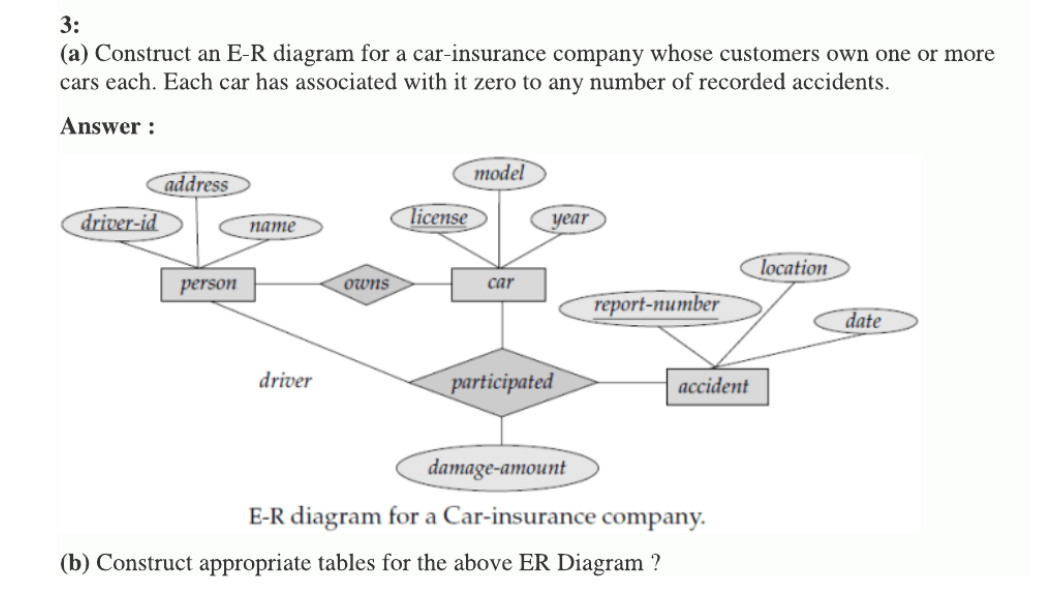 3:
(a) Construct an E-R diagram for a car-insurance company whose customers own one or more
cars each. Each car has associated with it zero to any number of recorded accidents.
Answer :
model
address
driver-id
name
license
year
location
person
owns
car
report-number
date
driver
participated
accident
damage-amount
E-R diagram for a Car-insurance company.
(b) Construct appropriate tables for the above ER Diagram ?